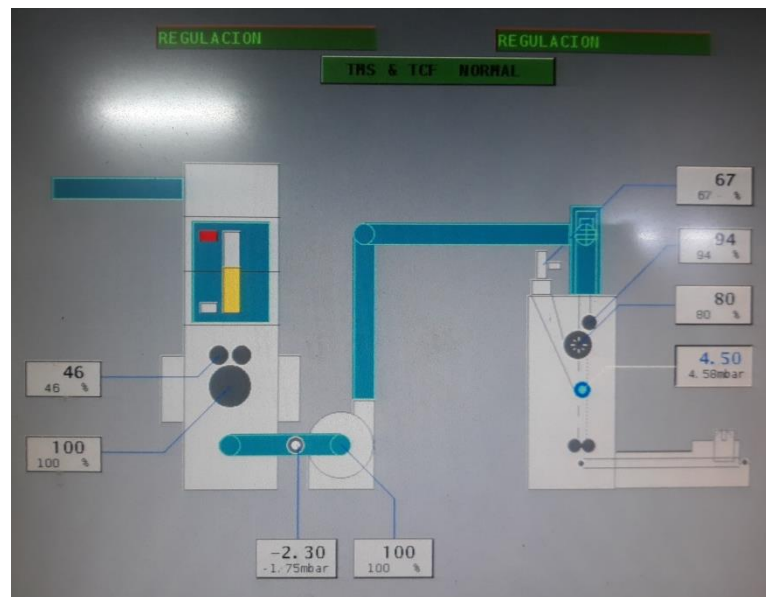 REGULACION
REGULACION
TMS & TCF NORMAL
67
67 %
94
94 %
80
80 %
4.50
4.58mbar
46
46 %
100
100 %
-2.30
-1.75mbar
100
100 %